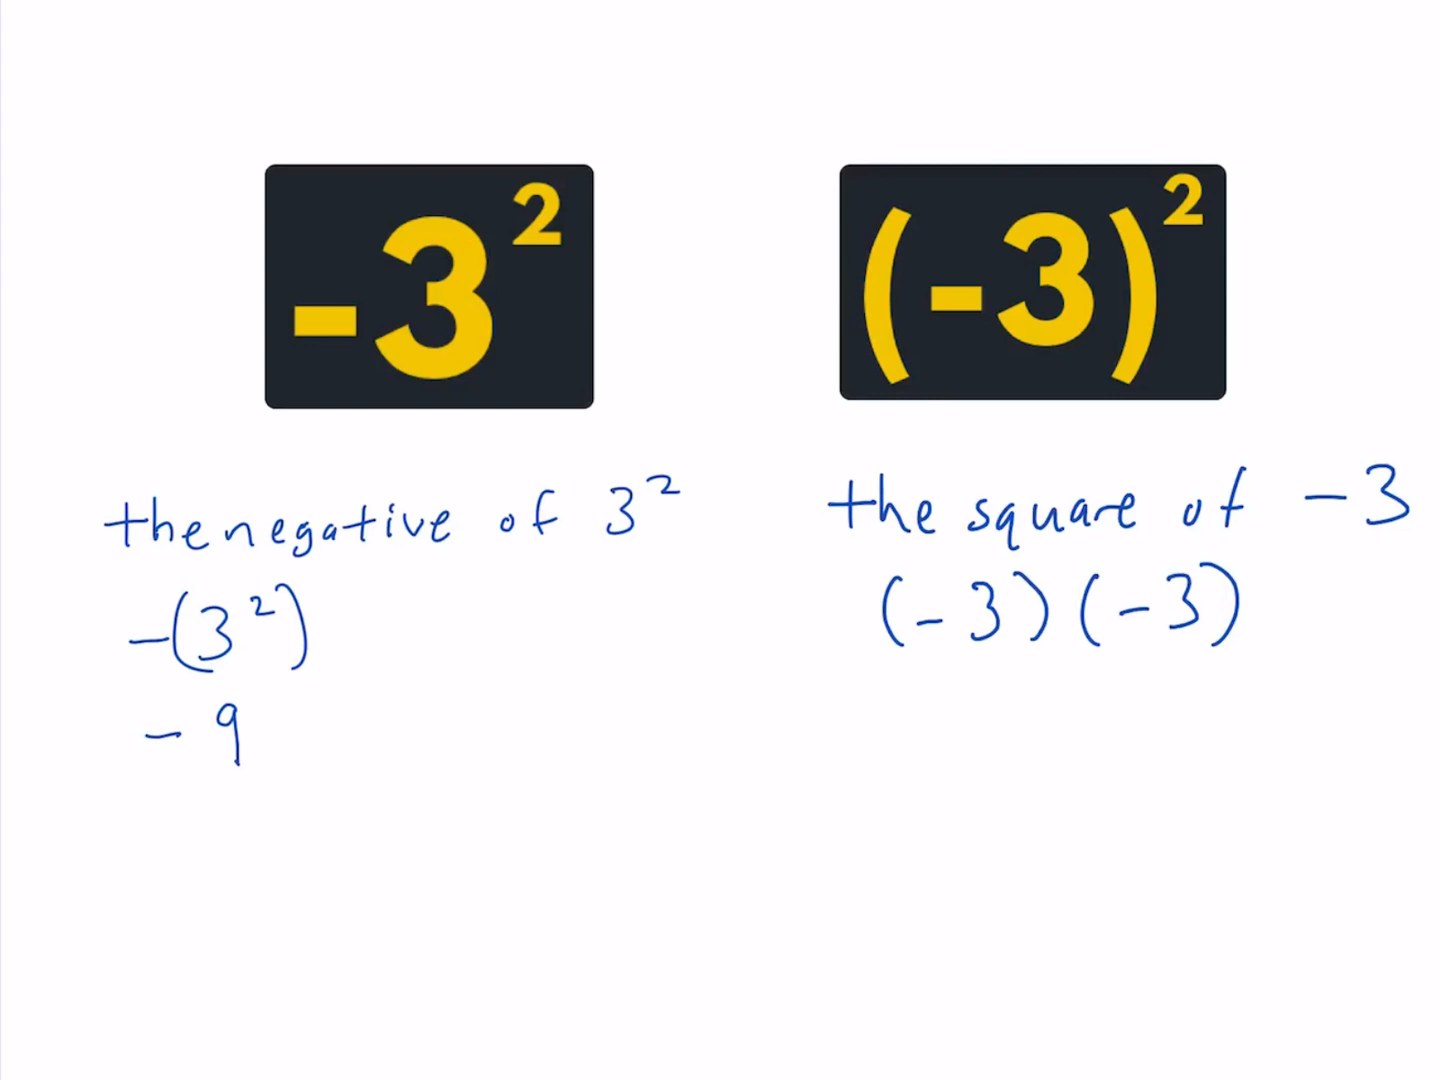 -3²
(-3)²
the negative of 3²
-(3²)
- 9
the square of -3
(-3)(-3)